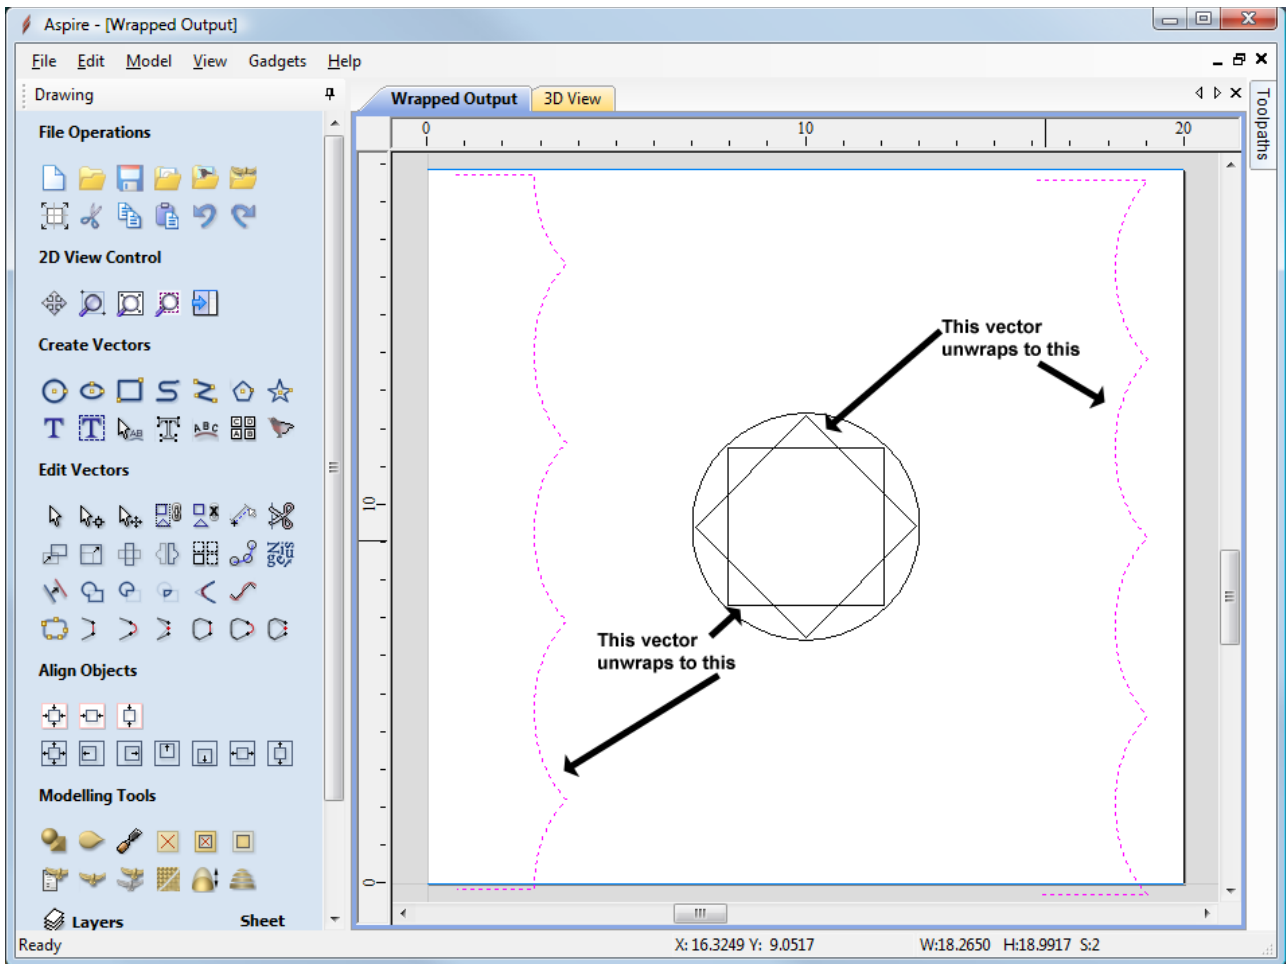 Aspire - [Wrapped Output]
File Edit Model View Gadgets Help
Drawing
Wrapped Output 3D View
Toolpaths
File Operations
0 10 20
2D View Control
Create Vectors
This vector
unwraps to this
Edit Vectors
10
This vector
unwraps to this
Align Objects
Modelling Tools
0
Layers Sheet
Ready X: 16.3249 Y: 9.0517 W:18.2650 H:18.9917 S:2